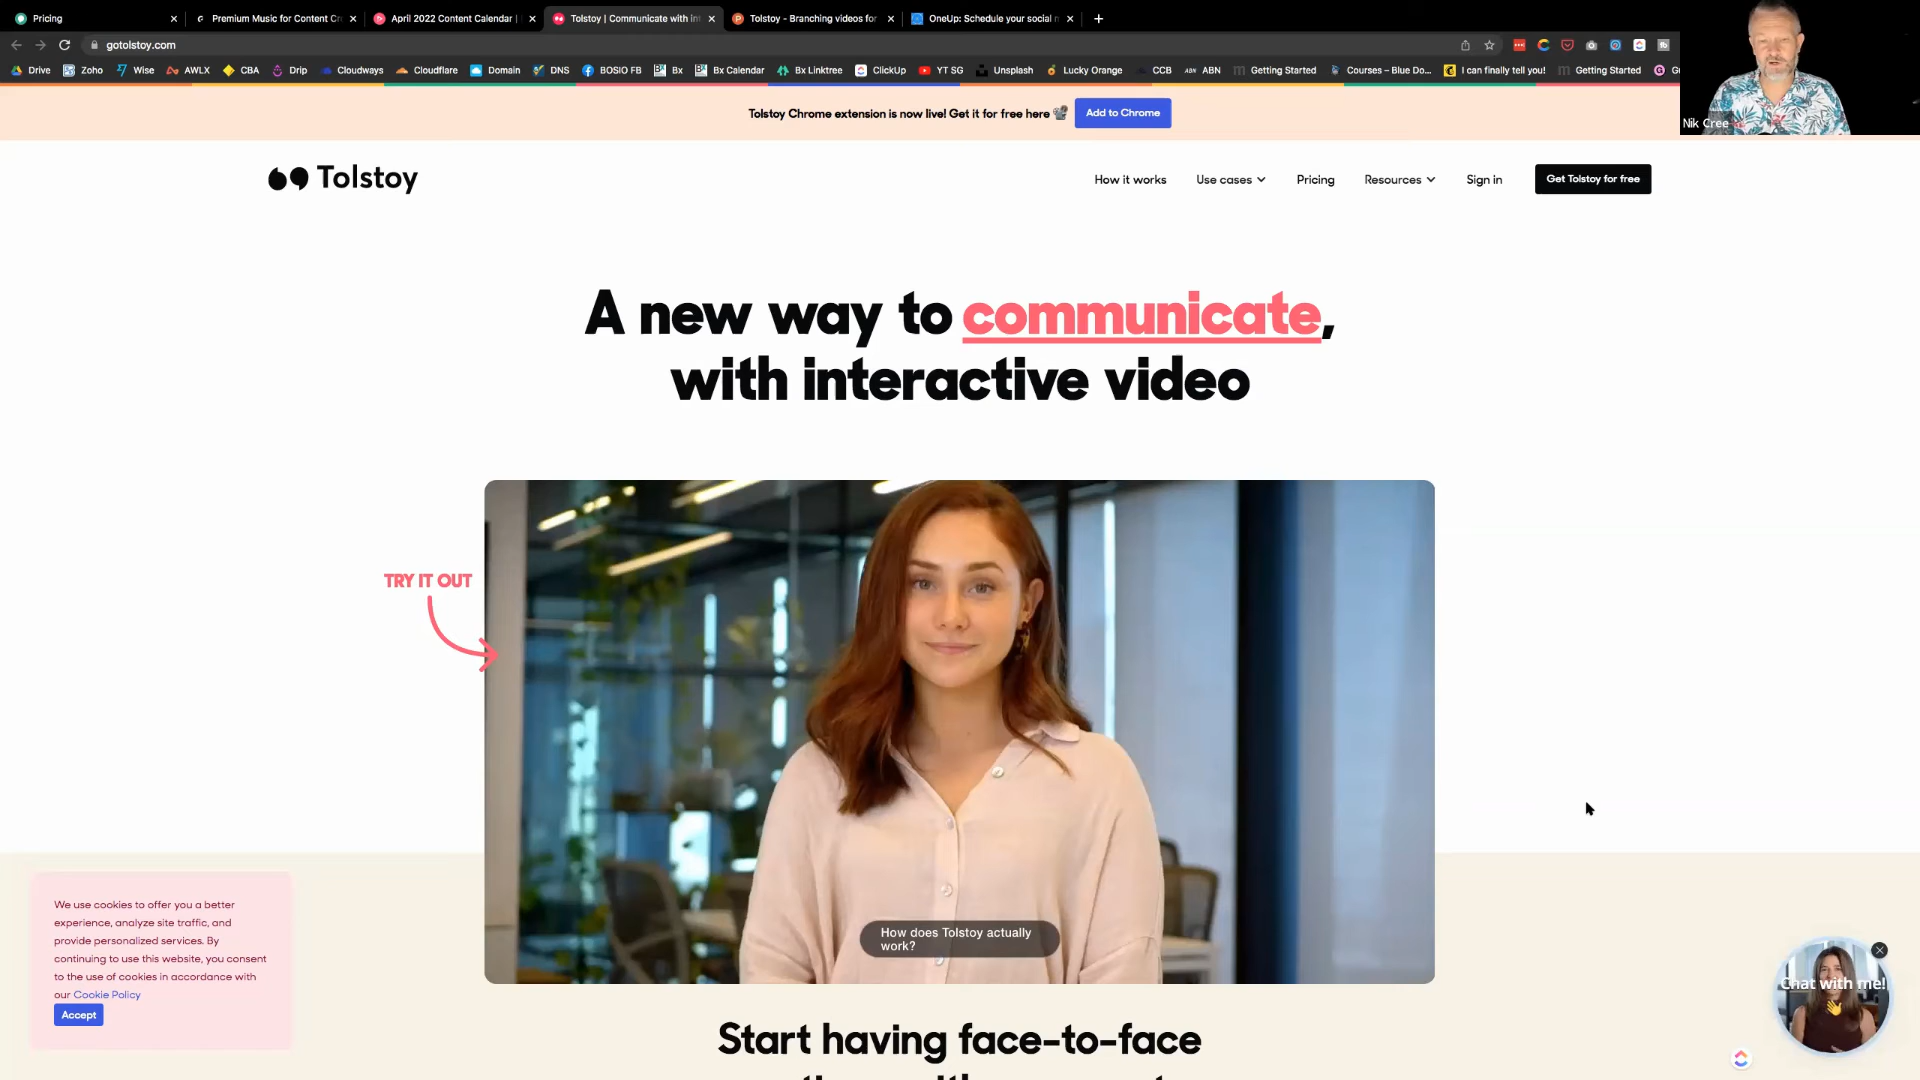 Pricing
Premium Music for Content Cr
April 2022 Content Calendar |
Tolstoy | Communicate with in
Tolstoy - Branching videos for
OneUp: Schedule your social
gotolstoy.com
Drive
Zoho
Wise
AWLX
CBA
Drip
Cloudways
Cloudflare
Domain
DNS
BOSIO FB
Bx
Bx Calendar
Bx Linktree
ClickUp
YT SG
Unsplash
Lucky Orange
CCB
ABN ABN
Getting Started
Courses – Blue Do...
I can finally tell you!
Getting Started
Nik Cree
Tolstoy Chrome extension is now live! Get it for free here
Add to Chrome
Tolstoy
How it works
Use cases
Pricing
Resources
Sign in
Get Tolstoy for free
A new way to communicate,
with interactive video
TRY IT OUT
How does Tolstoy actually
work?
We use cookies to offer you a better
experience, analyze site traffic, and
provide personalized services. By
continuing to use this website, you consent
to the use of cookies in accordance with
our Cookie Policy
Accept
Chat with me!
Start having face-to-face